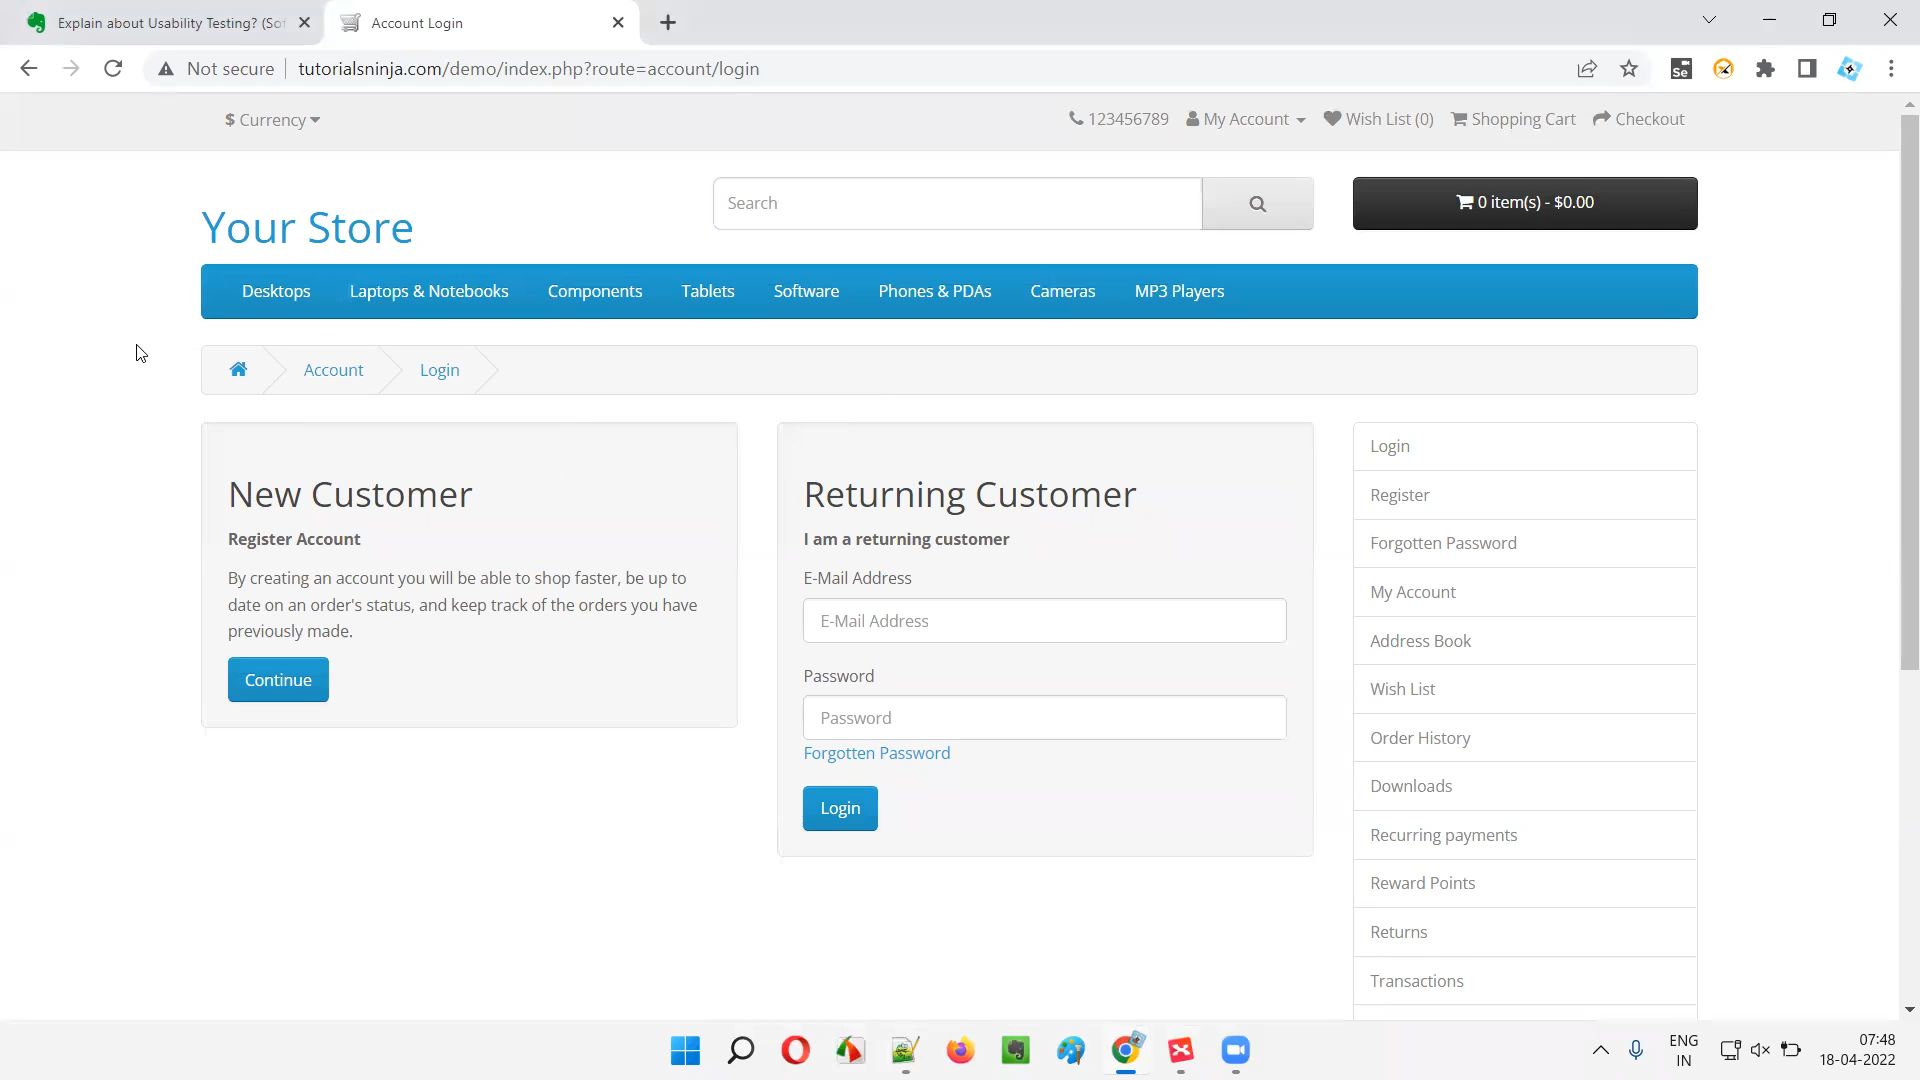 Explain about Usability Testing? (Sof
Account Login
Not secure
tutorialsninja.com/demo/index.php?route=account/login
Se
$ Currency
123456789
My Account
Wish List (0)
Shopping Cart
Checkout
Your Store
Search
0 item(s) - $0.00
Desktops
Laptops & Notebooks
Components
Tablets
Software
Phones & PDAs
Cameras
MP3 Players
Account
Login
New Customer
Register Account
By creating an account you will be able to shop faster, be up to
date on an order's status, and keep track of the orders you have
previously made.
Continue
Returning Customer
I am a returning customer
E-Mail Address
E-Mail Address
Password
Password
Forgotten Password
Login
Login
Register
Forgotten Password
My Account
Address Book
Wish List
Order History
Downloads
Recurring payments
Reward Points
Returns
Transactions
ENG
IN
07:48
18-04-2022